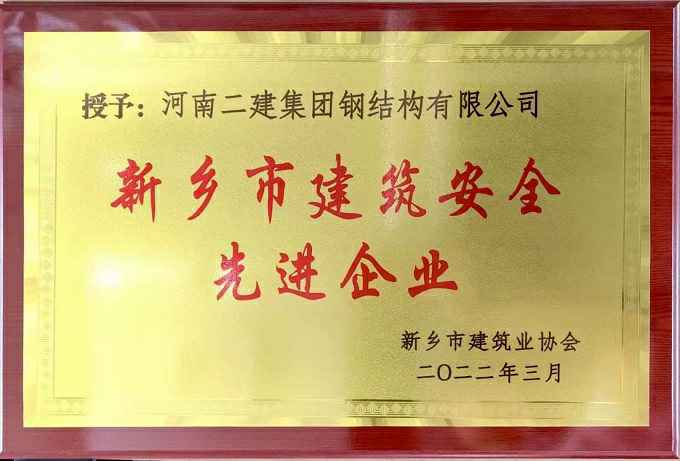 授予：河南二建集团钢结构有限公司
新乡市建筑安全
先进企业
新乡市建筑业协会
二〇二二年三月